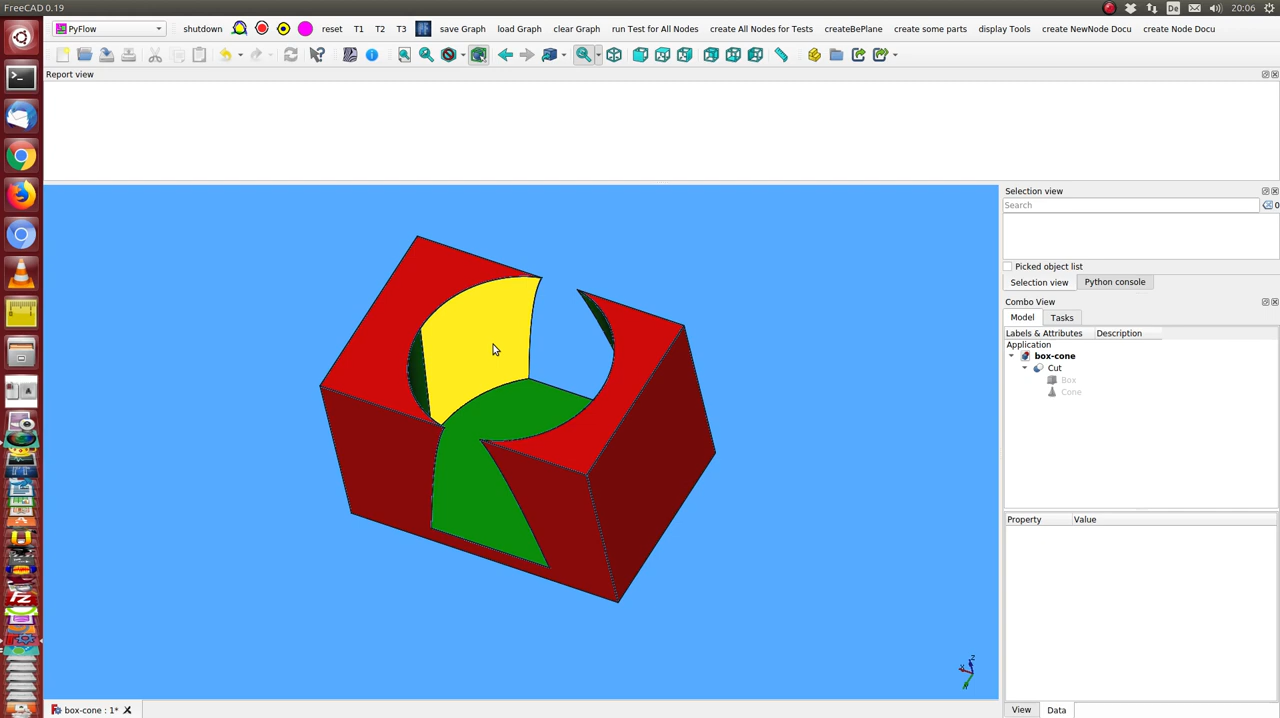 FreeCAD 0.19
De
20:06
PyFlow
shutdown
reset
T1
T2
T3
save Graph
load Graph
clear Graph
run Test for All Nodes
create All Nodes for Tests
createBePlane
create some parts
display Tools
create NewNode Docu
create Node Docu
Report view
Selection view
Search
0
Picked object list
Selection view
Python console
Combo View
Model
Tasks
Labels & Attributes
Description
Application
box-cone
Cut
Box
Cone
Property
Value
View
Data
box-cone : 1*